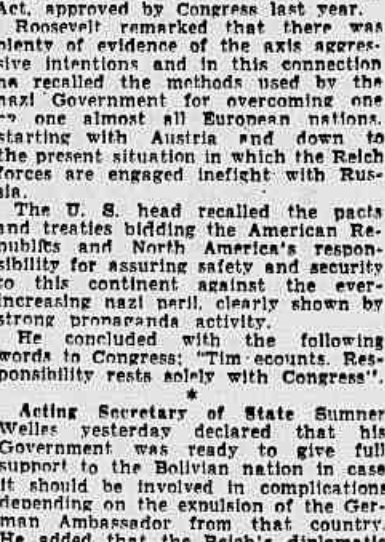 Act, approved by Congress last year.
Roosevelt remarked that there was
plenty of evidence of the axis aggres-
sive intentions and in this connection
he recalled the methods used by the
nazi Government for overcoming one
one almost all European nations,
starting with Austria and down to
the present situation in which the Reich
forces are engaged inefight with Rus-
sia.
The U. S. head recalled the pacts
and treaties bidding the American Re-
publics and North America's respon-
sibility for assuring safety and security
to this continent against the ever-
increasing nazi peril, clearly shown by
strong propaganda activity.
He concluded with the following
words to Congress: "Tim ecounts. Res-
ponsibility rests solely with Congress".
*
Acting Secretary of State Sumner
Welles yesterday declared that his
Government was ready to give full
support to the Bolivian nation in case
it should be involved in complications
depending on the expulsion of the Ger-
man Ambassador from that country.
He added that the Reich's diplomatic